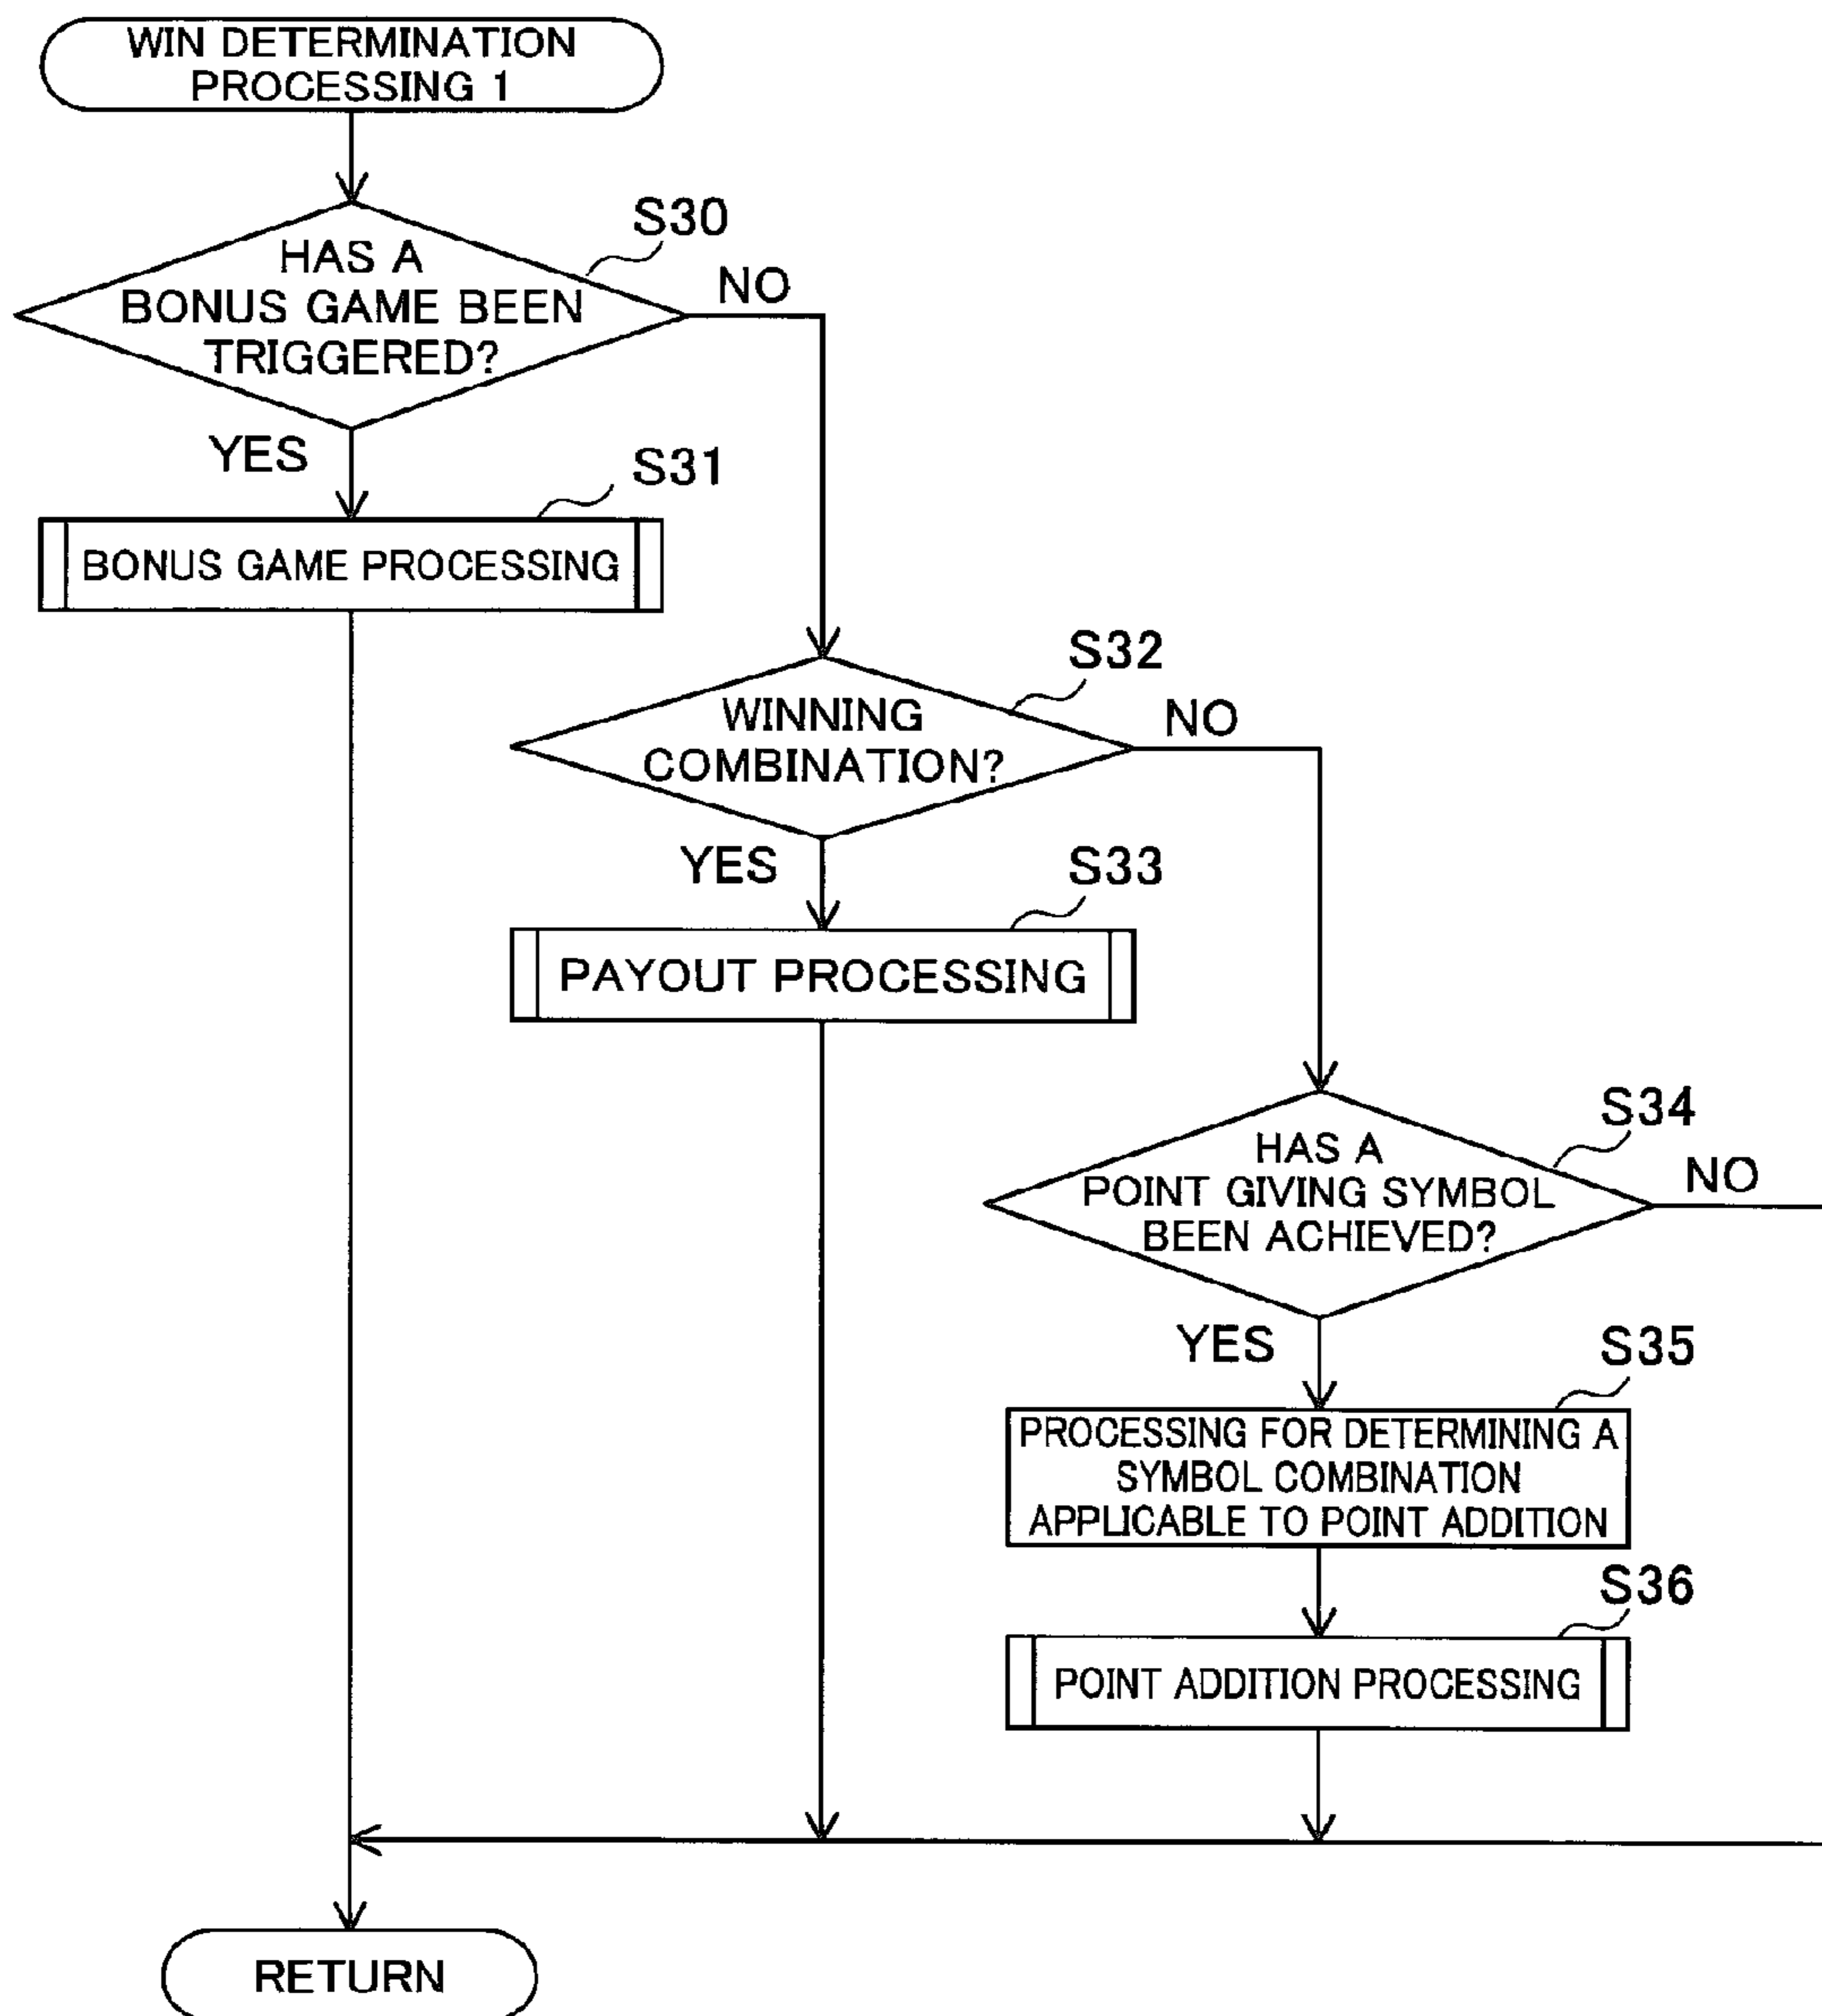 WIN DETERMINATION
PROCESSING 1
S30
HAS A
BONUS GAME BEEN
TRIGGERED?
NO
YES
S31
BONUS GAME PROCESSING
S32
WINNING
COMBINATION?
NO
YES
S33
PAYOUT PROCESSING
S34
HAS A
POINT GIVING SYMBOL
BEEN ACHIEVED?
NO
YES
S35
PROCESSING FOR DETERMINING A
SYMBOL COMBINATION
APPLICABLE TO POINT ADDITION
S36
POINT ADDITION PROCESSING
RETURN